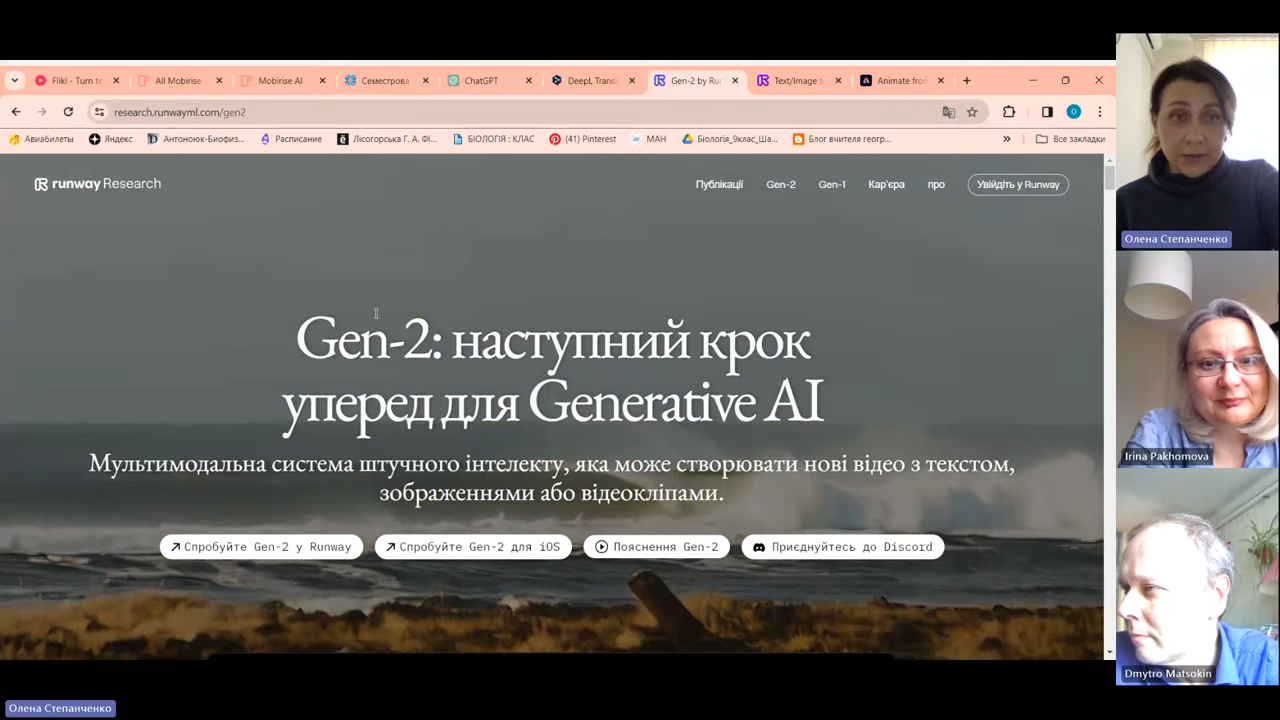 Fliki - Turn te
All Mobirise -
Mobirise AI
Семестрова
ChatGPT
DeepL Transl
Gen-2 by Ru
Text/Image t
Animate fro
research.runwayml.com/gen2
Авиабилеты
Яндекс
Антонюк-Биофиз...
Расписание
Лісогорська Г. А. Фі...
БІОЛОГІЯ : КЛАС
(41) Pinterest
МАН
Біологія_9клас_Ша...
Блог вчителя геогр...
»
Все закладки
runway Research
Публікації
Gen-2
Gen-1
Кар'єра
про
Увійдіть у Runway
Gen-2: наступний крок
уперед для Generative AI
Мультимодальна система штучного інтелекту, яка може створювати нові відео з текстом,
зображеннями або відеокліпами.
Спробуйте Gen-2 у Runway
Спробуйте Gen-2 для iOS
Пояснення Gen-2
Приєднуйтесь до Discord
Олена Степанченко
Irina Pakhomova
Dmytro Matsokin
Олена Степанченко